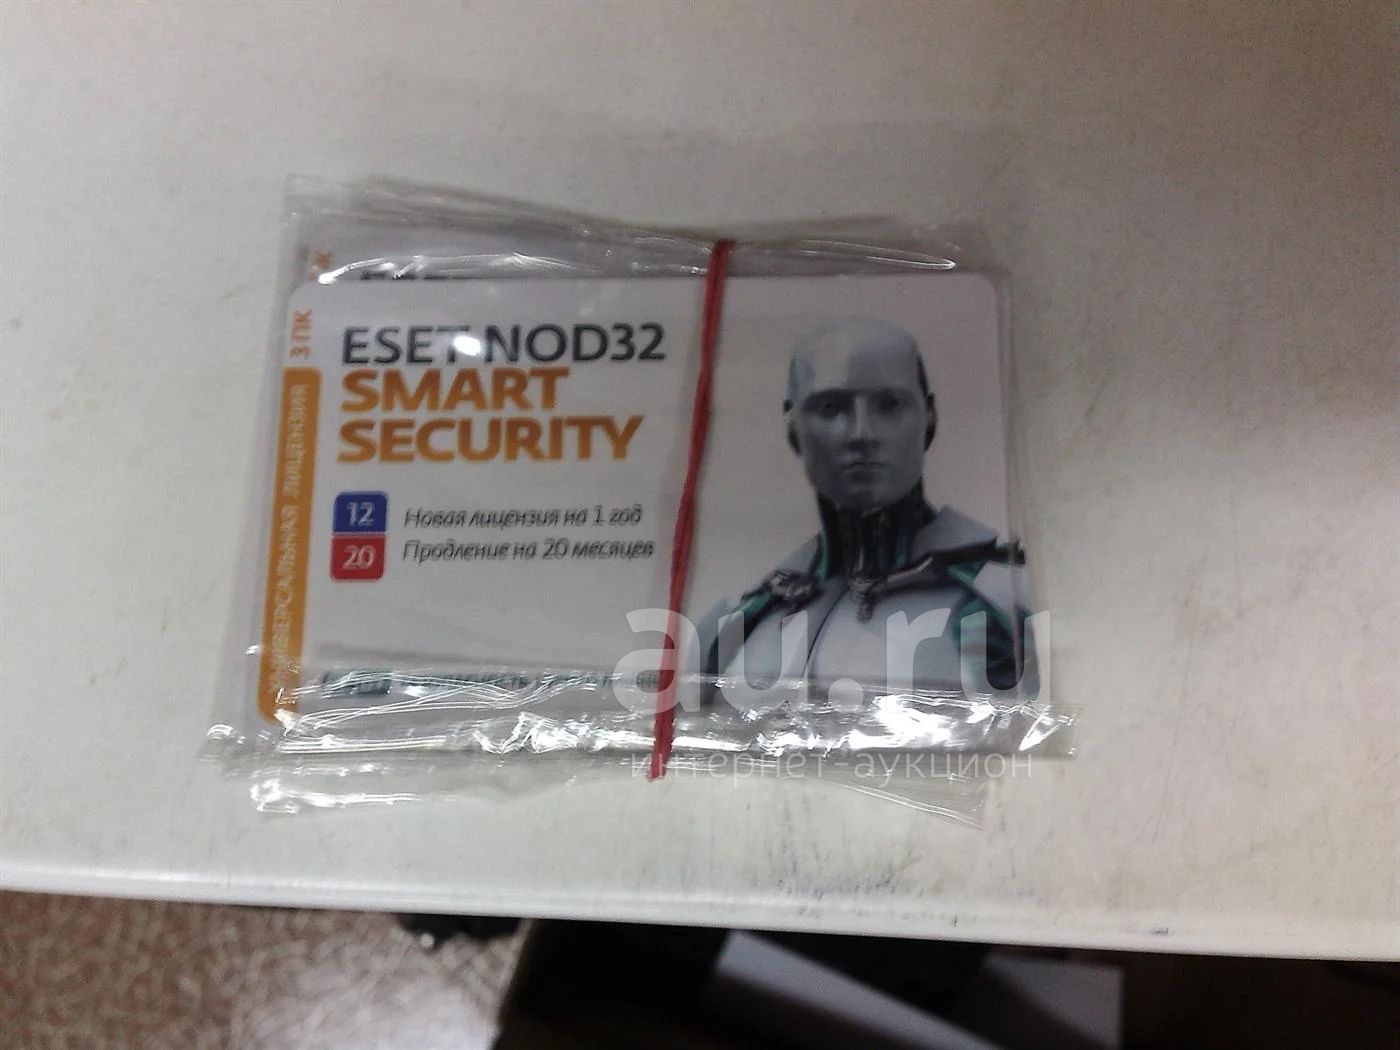 ESET NOD32
SMART
SECURITY
12 Новая лицензия на 1 год
20 Продление на 20 месяцев
УНИВЕРСАЛЬНАЯ ЛИЦЕНЗИЯ 3 ПК
au.ru
интернет-аукцион